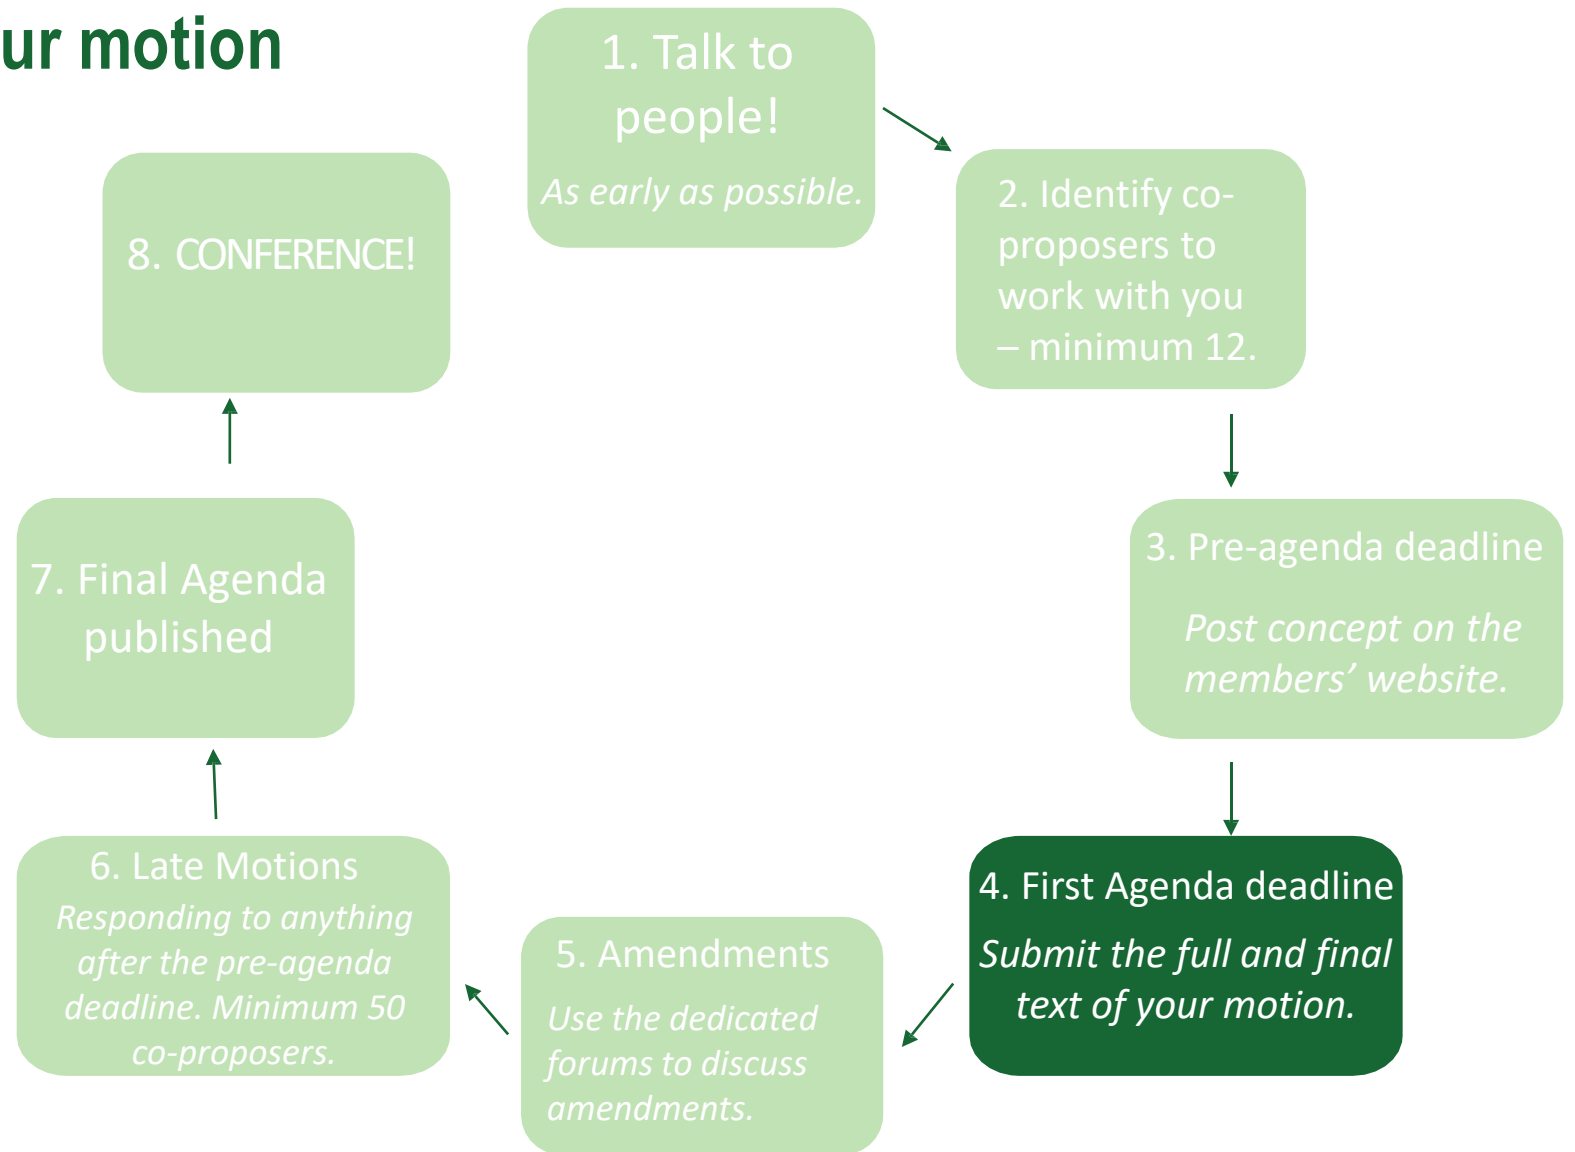 ur motion
1. Talk to
people!
As early as possible.
2. Identify co-
proposers to
work with you
– minimum 12.
3. Pre-agenda deadline
Post concept on the
members’ website.
4. First Agenda deadline
Submit the full and final
text of your motion.
5. Amendments
Use the dedicated
forums to discuss
amendments.
6. Late Motions
Responding to anything
after the pre-agenda
deadline. Minimum 50
co-proposers.
7. Final Agenda
published
8. CONFERENCE!